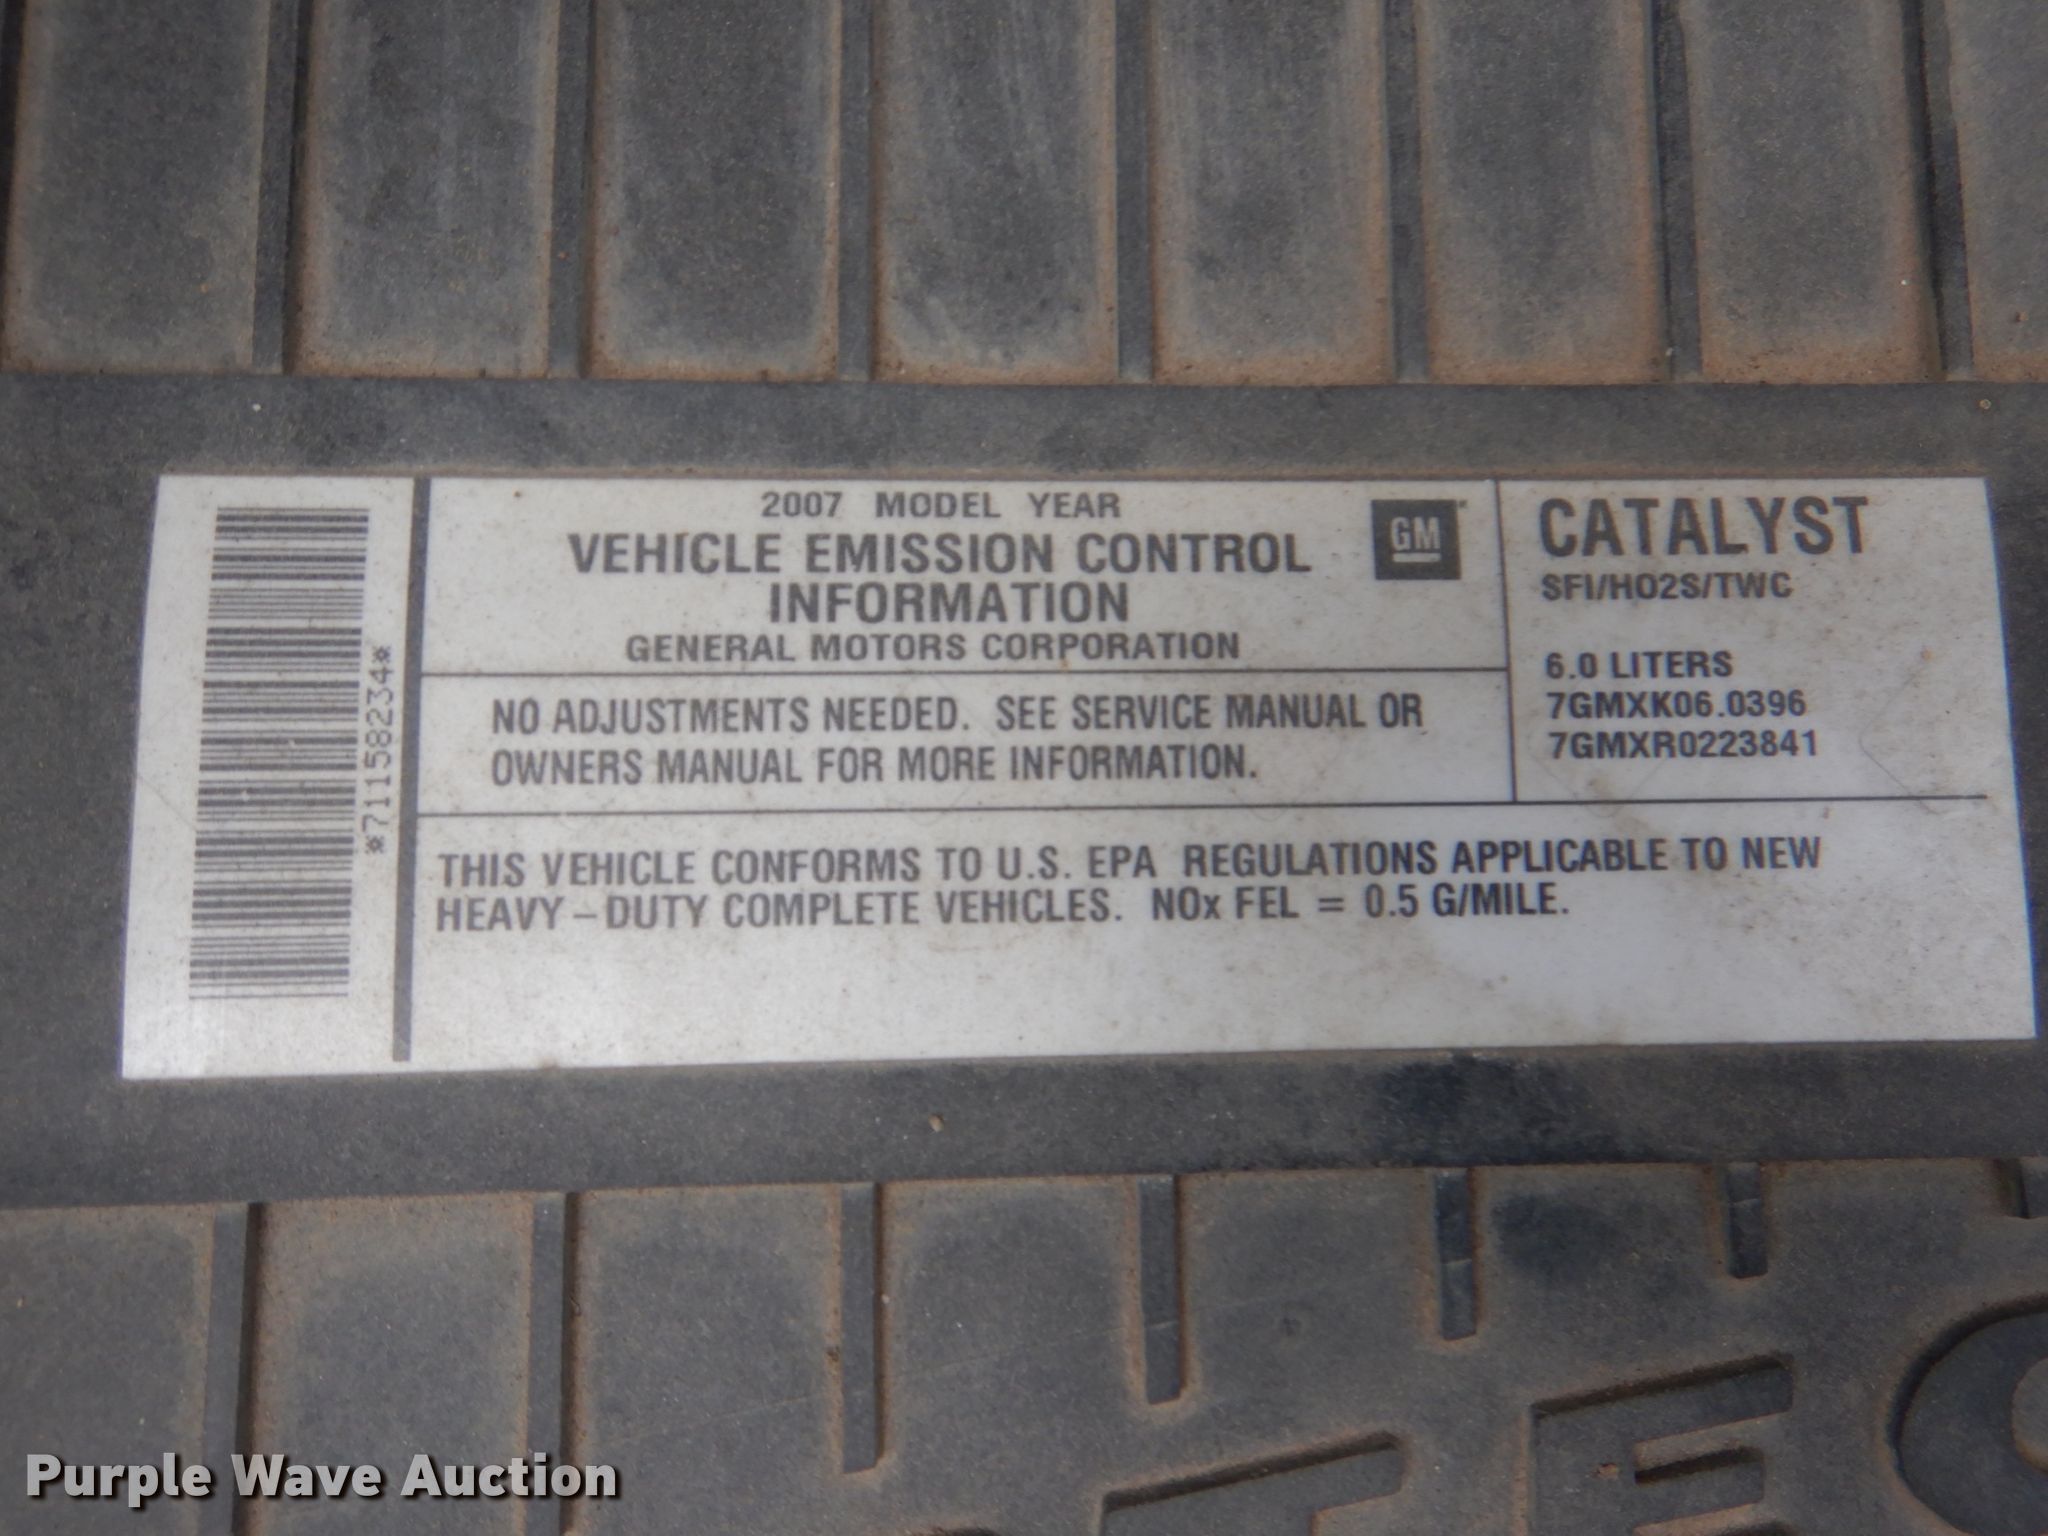 2007 MODEL YEAR
VEHICLE EMISSION CONTROL
INFORMATION
GENERAL MOTORS CORPORATION
GM
CATALYST
SFI/HO2S/TWC
6.0 LITERS
7GMXK06.0396
7GMXR0223841
NO ADJUSTMENTS NEEDED. SEE SERVICE MANUAL OR
OWNERS MANUAL FOR MORE INFORMATION.
THIS VEHICLE CONFORMS TO U.S. EPA REGULATIONS APPLICABLE TO NEW
HEAVY-DUTY COMPLETE VEHICLES. NOx FEL = 0.5 G/MILE.
*711582344*
Purple Wave Auction